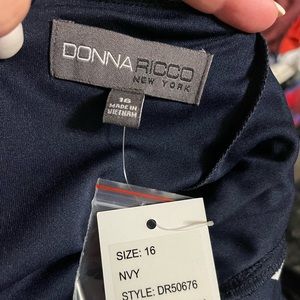 DONNA RICCO
NEW YORK
16
MADE IN
VIETNAM
SIZE: 16
NVY
STYLE: DR50676